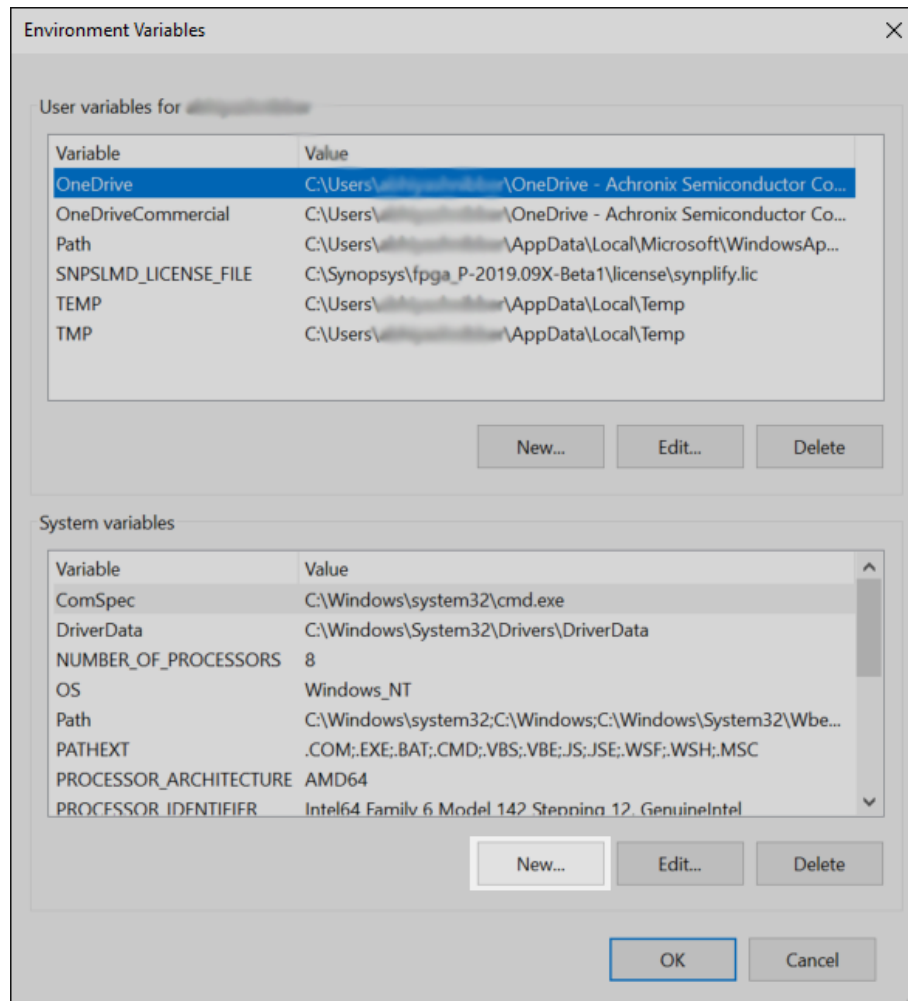 Environment Variables
User variables for
Variable Value
OneDrive C:\Users\ \OneDrive - Achronix Semiconductor Co...
OneDriveCommercial C:\Users\ \OneDrive - Achronix Semiconductor Co...
Path C:\Users\ \AppData\Local\Microsoft\WindowsAp...
SNPSLMD_LICENSE_FILE C:\Synopsys\fpga_P-2019.09X-Beta1\license\synplify.lic
TEMP C:\Users\ \AppData\Local\Temp
TMP C:\Users\ \AppData\Local\Temp
New... Edit... Delete
System variables
Variable Value
ComSpec C:\Windows\system32\cmd.exe
DriverData C:\Windows\System32\Drivers\DriverData
NUMBER_OF_PROCESSORS 8
OS Windows_NT
Path C:\Windows\system32;C:\Windows;C:\Windows\System32\Wbe...
PATHEXT .COM;.EXE;.BAT;.CMD;.VBS;.VBE;.JS;.JSE;.WSF;.WSH;.MSC
PROCESSOR_ARCHITECTURE AMD64
PROCESSOR_IDENTIFIER Intel64 Family 6 Model 142 Stepping 12, GenuineIntel
New... Edit... Delete
OK Cancel